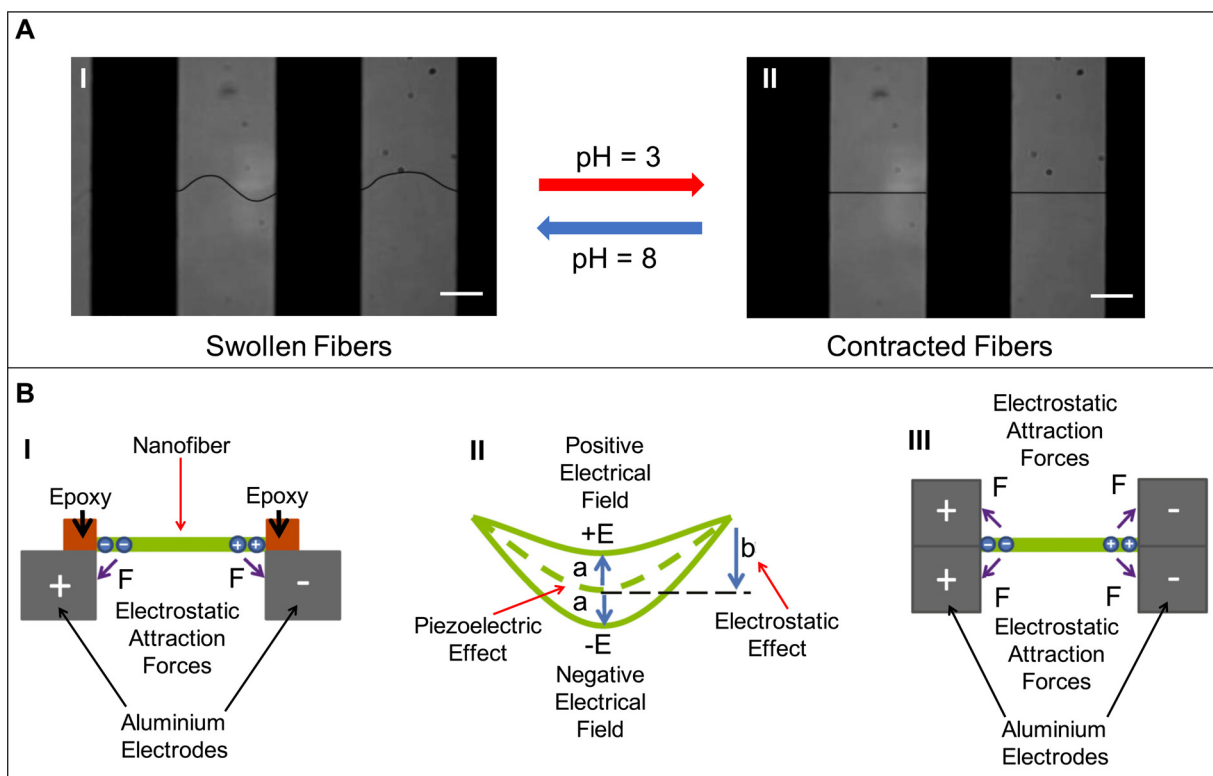 A
I
II
pH = 3
pH = 8
Swollen Fibers
Contracted Fibers
B
I
Nanofiber
Epoxy
Epoxy
+
-
F
F
Electrostatic
Attraction
Forces
Aluminium
Electrodes
II
Positive
Electrical
Field
+E
a
a
b
-E
Piezoelectric
Effect
Electrostatic
Effect
Negative
Electrical
Field
III
Electrostatic
Attraction
Forces
F
F
+
-
+
-
F
F
Electrostatic
Attraction
Forces
Aluminium
Electrodes